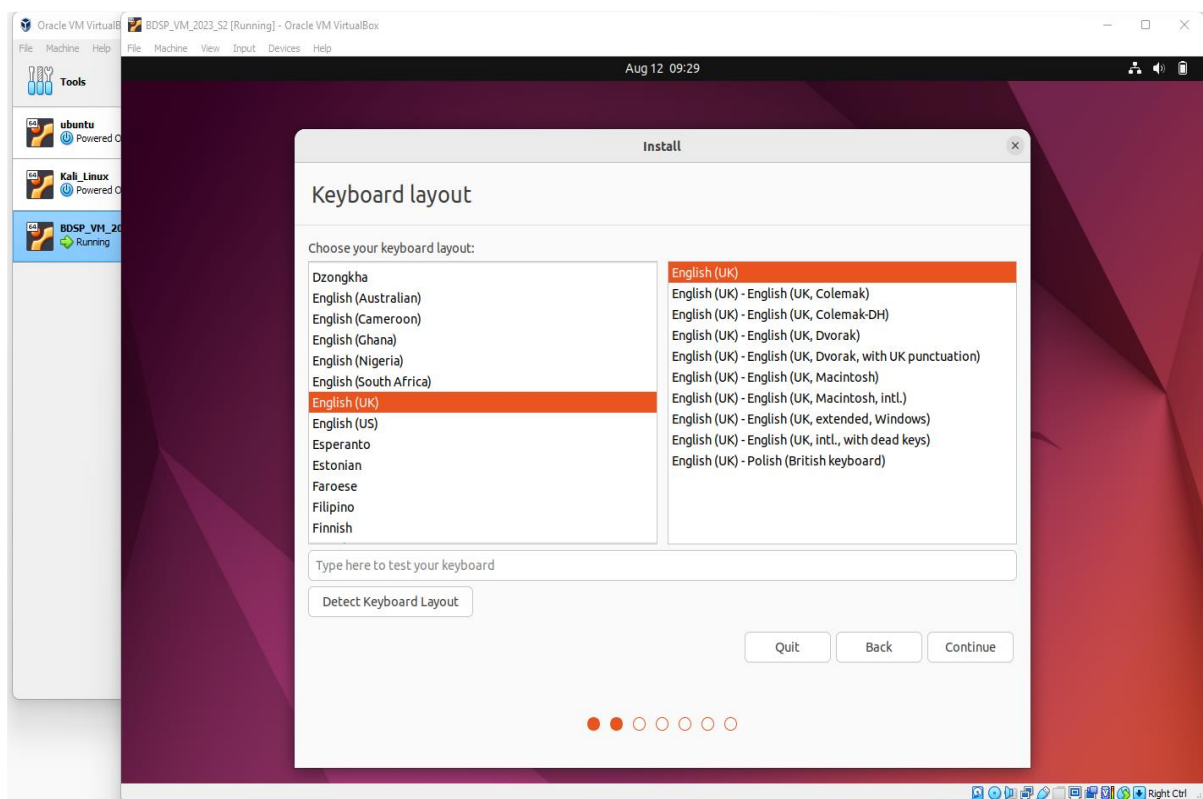 Oracle VM VirtualB
File Machine Help
Tools
64
ubuntu
Powered O
64
Kali_Linux
Powered O
64
BDSP_VM_20
Running
BDSP_VM_2023_S2 [Running] - Oracle VM VirtualBox
File Machine View Input Devices Help
Aug 12 09:29
Install
Keyboard layout
Choose your keyboard layout:
Dzongkha
English (Australian)
English (Cameroon)
English (Ghana)
English (Nigeria)
English (South Africa)
English (UK)
English (US)
Esperanto
Estonian
Faroese
Filipino
Finnish
English (UK)
English (UK) - English (UK, Colemak)
English (UK) - English (UK, Colemak-DH)
English (UK) - English (UK, Dvorak)
English (UK) - English (UK, Dvorak, with UK punctuation)
English (UK) - English (UK, Macintosh)
English (UK) - English (UK, Macintosh, intl.)
English (UK) - English (UK, extended, Windows)
English (UK) - English (UK, intl., with dead keys)
English (UK) - Polish (British keyboard)
Type here to test your keyboard
Detect Keyboard Layout
Quit Back Continue
Right Ctrl